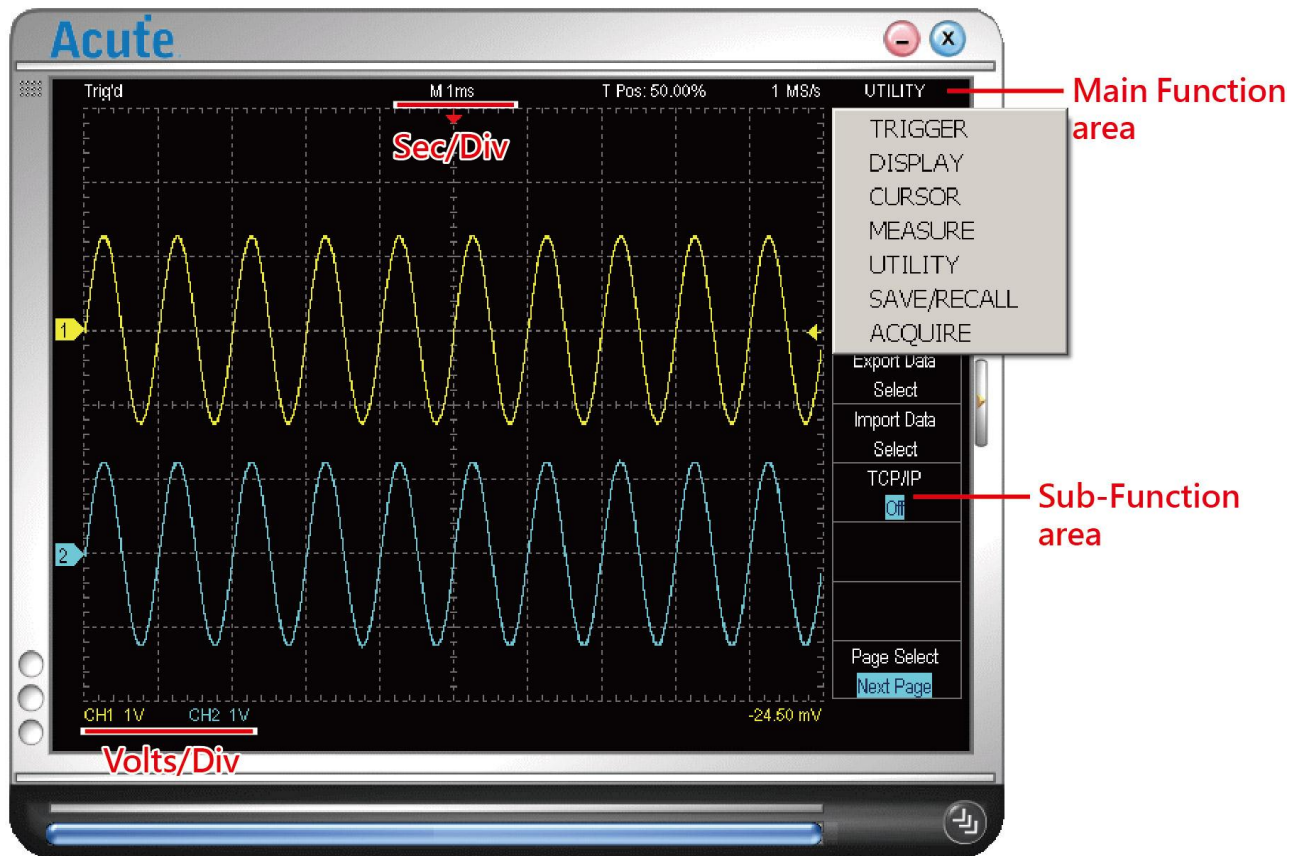 Acute
Trig'd
M 1ms
T Pos: 50.00%
1 MS/s
UTILITY
Main Function
area
Sec/Div
TRIGGER
DISPLAY
CURSOR
MEASURE
UTILITY
SAVE/RECALL
ACQUIRE
1
Export Data
Select
Import Data
Select
TCP/IP
Off
Sub-Function
area
2
Page Select
Next Page
CH1 1V
CH2 1V
-24.50 mV
Volts/Div